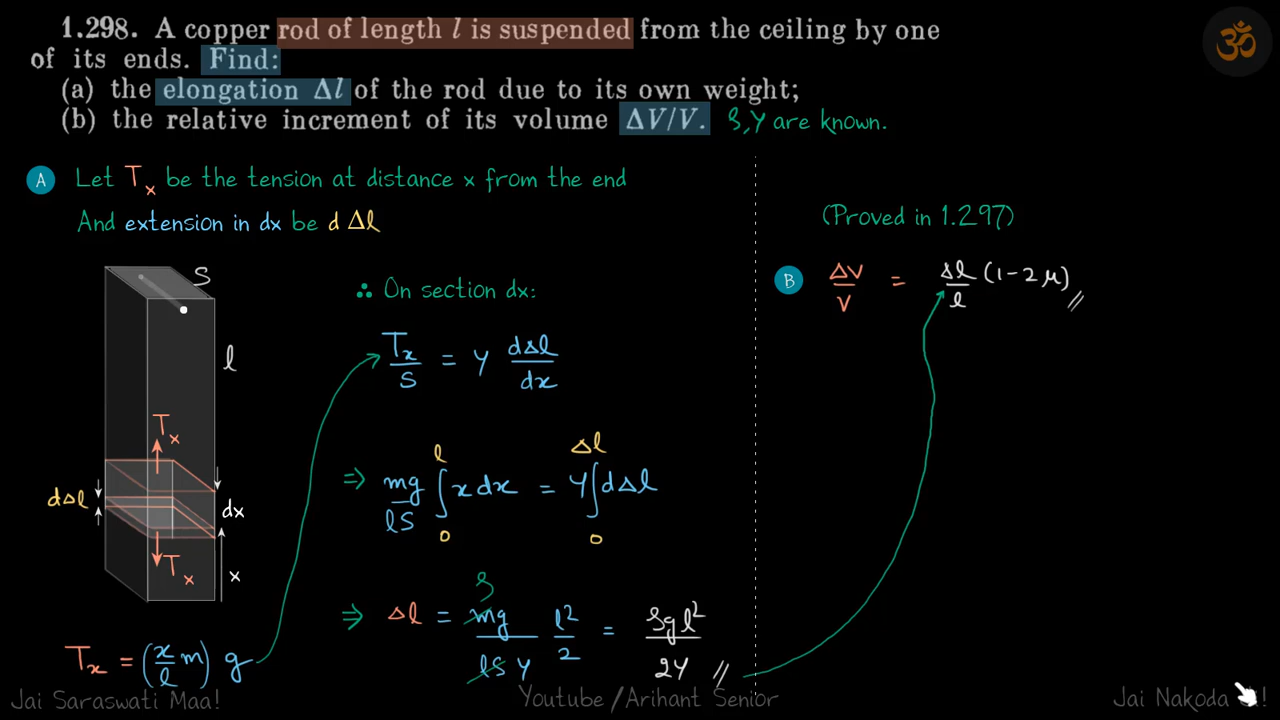 1.298. A copper rod of length l is suspended from the ceiling by one
of its ends. Find:
(a) the elongation Δl of the rod due to its own weight;
(b) the relative increment of its volume ΔV/V. ρ,Y are known.
ॐ
A Let Tx be the tension at distance x from the end
And extension in dx be d Δl
S
l
Tx
dΔl
dx
Tx
x
Tx = (x/l m) g
∴ On section dx:
Tx/S = Y dΔl/dx
⇒ mg/lS ∫₀ˡ x dx = Y ∫₀^Δl dΔl
⇒ Δl = ρ mg/lSY l²/2 = ρgl²/2Y //
(Proved in 1.297)
B ΔV/V = Δl/l (1-2μ) //
Jai Saraswati Maa!
Youtube/Arihant Senior
Jai Nakoda